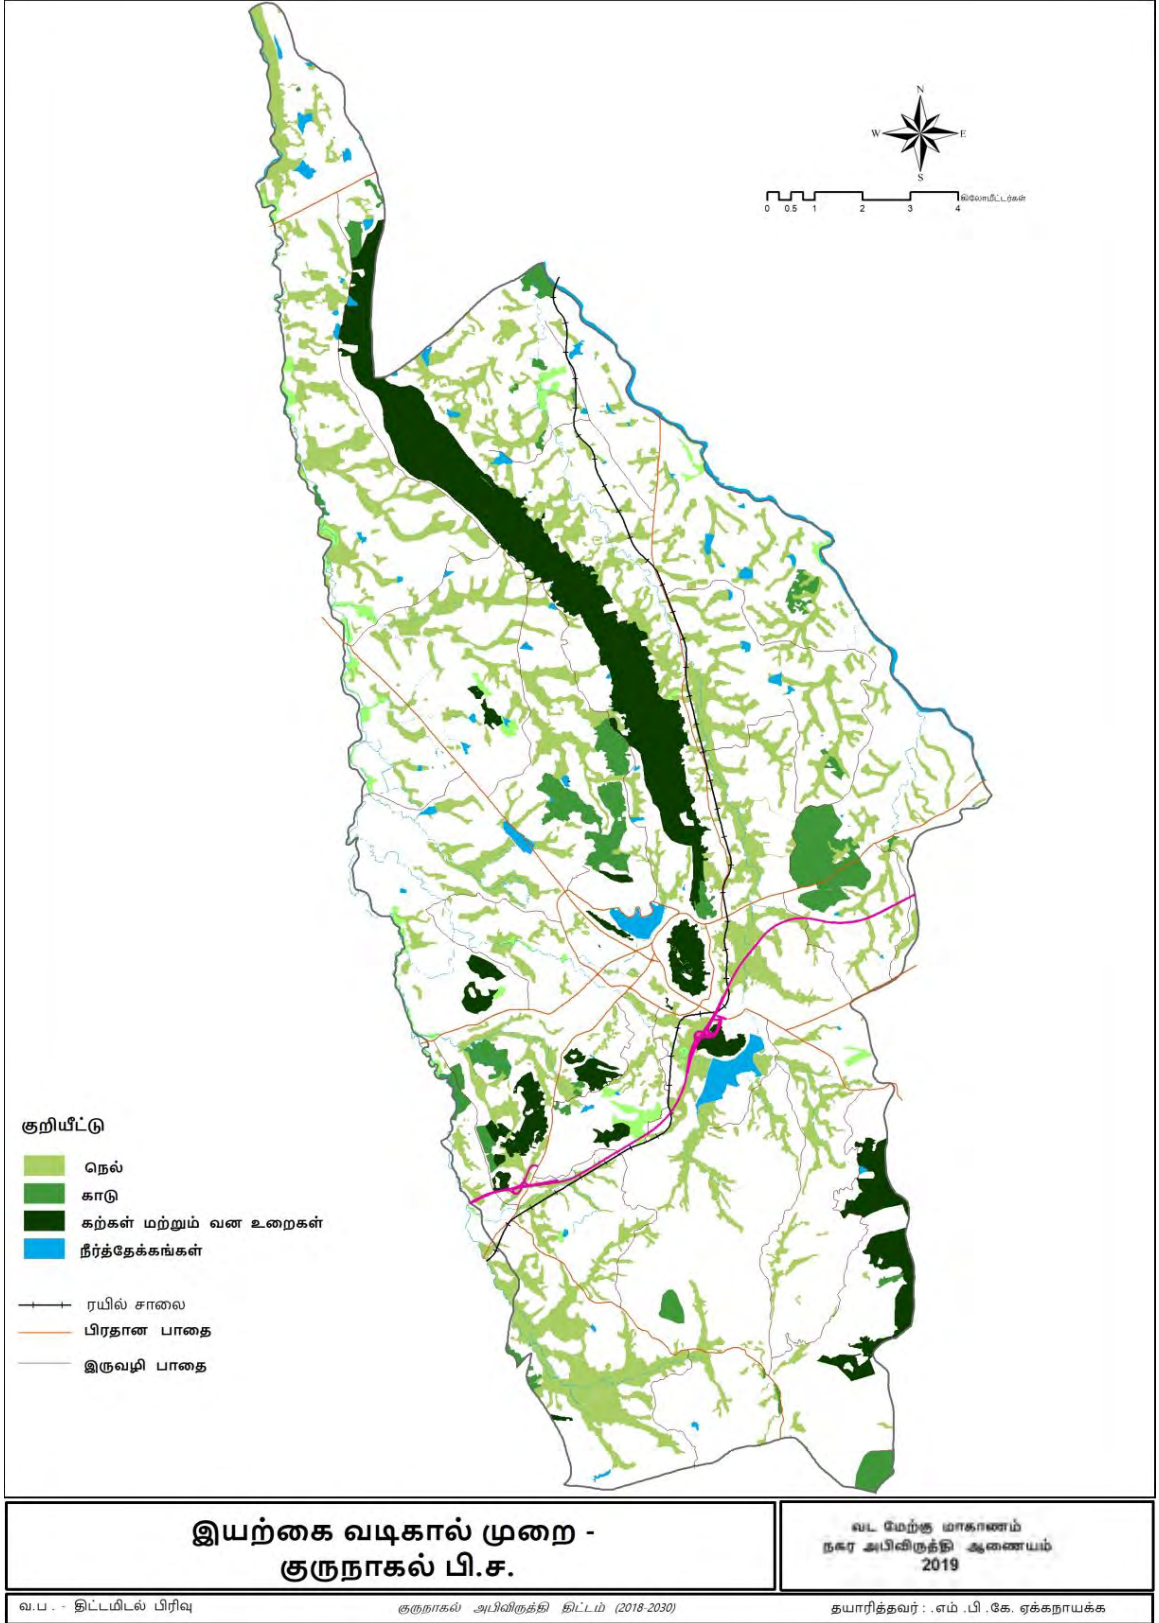 N
W E
S
0 0.5 1 2 3 4 கிலோமீட்டர்கள்
குறியீட்டு
நெல்
காடு
கற்கள் மற்றும் வன உறைகள்
நீர்த்தேக்கங்கள்
ரயில் சாலை
பிரதான பாதை
இருவழி பாதை
இயற்கை வடிகால் முறை -
குருநாகல் பி.ச.
வட மேற்கு மாகாணம்
நகர அபிவிருத்தி ஆணையம்
2019
வ.ப . - திட்டமிடல் பிரிவு குருநாகல் அபிவிருத்தி திட்டம் (2018-2030) தயாரித்தவர் : .எம் .பி .கே. ஏக்கநாயக்க